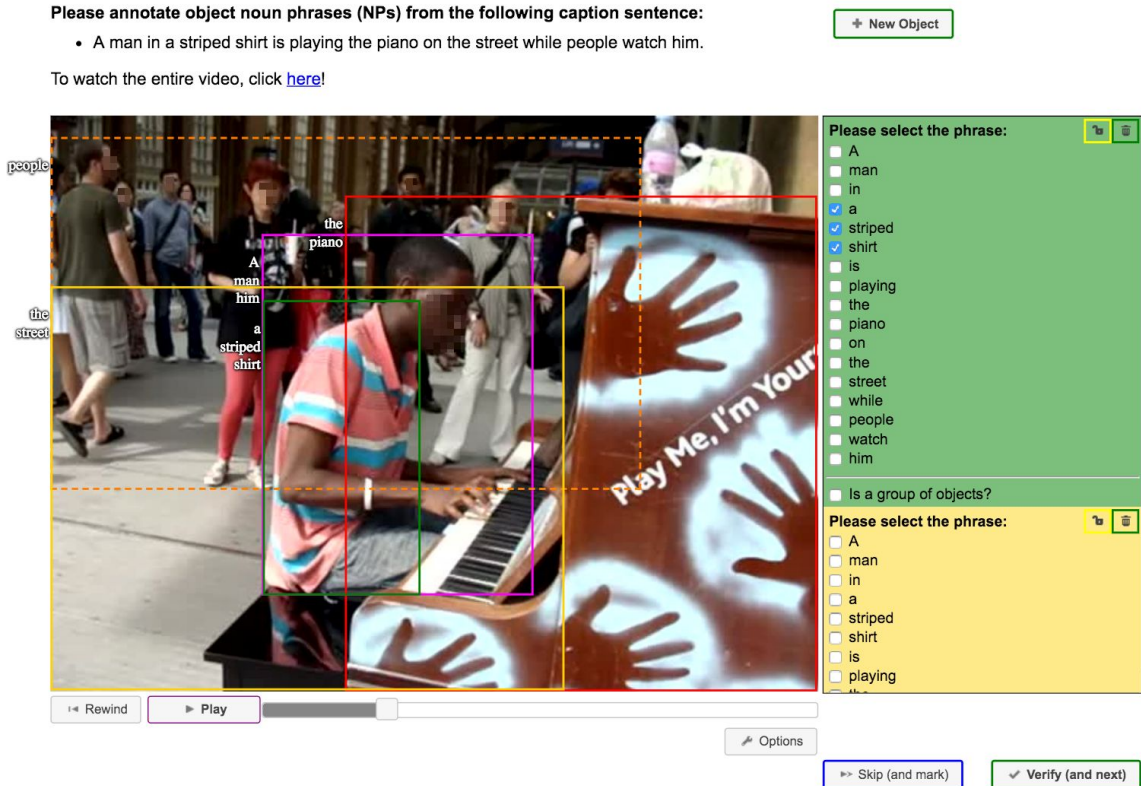 Please annotate object noun phrases (NPs) from the following caption sentence:
+ New Object
• A man in a striped shirt is playing the piano on the street while people watch him.
To watch the entire video, click here!
people
the
piano
A
man
him
the
street
a
striped
shirt
Play Me, I'm Your
Please select the phrase:
A
man
in
a
striped
shirt
is
playing
the
piano
on
the
street
while
people
watch
him
Is a group of objects?
Please select the phrase:
A
man
in
a
striped
shirt
is
playing
the
Rewind
Play
Options
Skip (and mark)
Verify (and next)